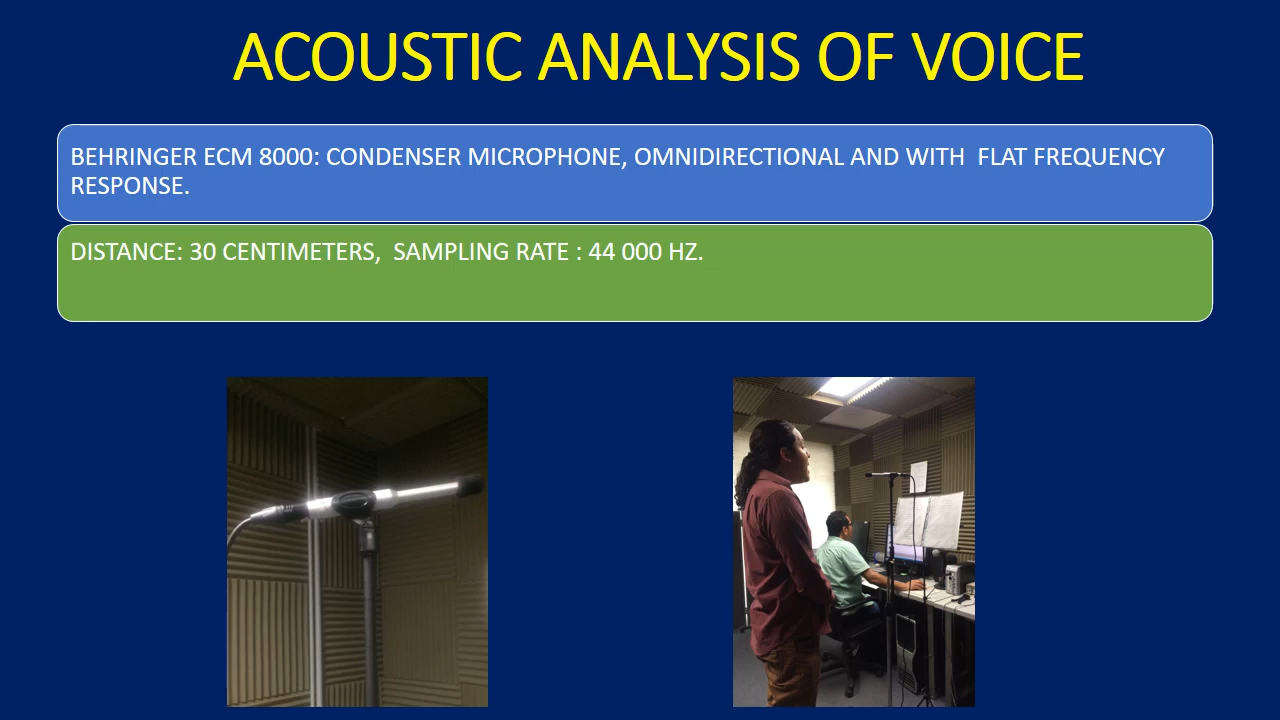 ACOUSTIC ANALYSIS OF VOICE
BEHRINGER ECM 8000: CONDENSER MICROPHONE, OMNIDIRECTIONAL AND WITH  FLAT FREQUENCY
RESPONSE.
DISTANCE: 30 CENTIMETERS,  SAMPLING RATE : 44 000 HZ.